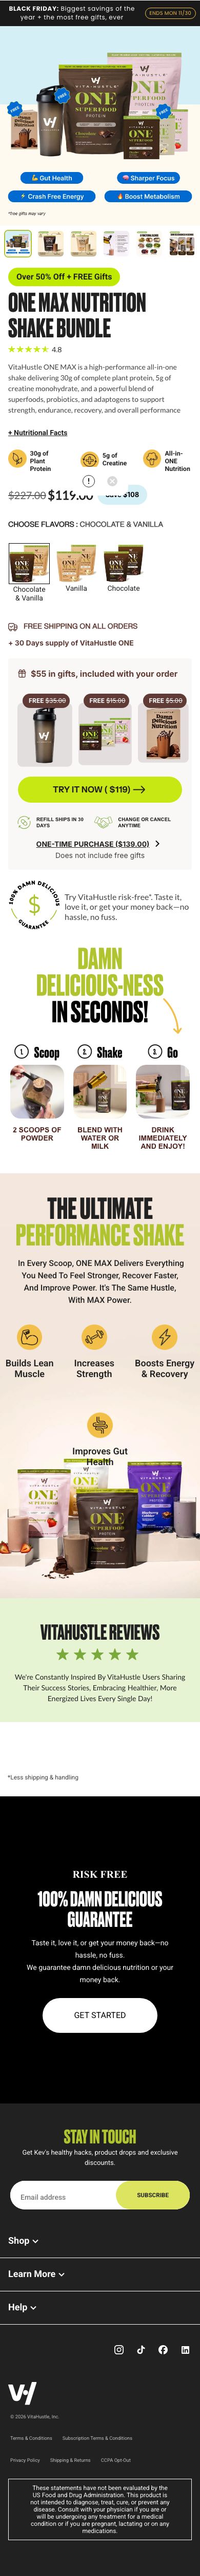 BLACK FRIDAY: Biggest savings of the
year + the most free gifts, ever
ENDS MON 11/30
FREE
FREE
FREE
VITA-HUSTLE
ONE
SUPERFOOD
PROTEIN
Gut Health
Sharper Focus
Crash Free Energy
Boost Metabolism
*Free gifts may vary
Over 50% Off + FREE Gifts
ONE MAX NUTRITION
SHAKE BUNDLE
4.8
VitaHustle ONE MAX is a high-performance all-in-one
shake delivering 30g of complete plant protein, 5g of
creatine monohydrate, and a powerful blend of
superfoods, probiotics, and adaptogens to support
strength, endurance, recovery, and overall performance
+ Nutritional Facts
30g of
Plant
Protein
5g of
Creatine
All-in-
ONE
Nutrition
$227.00 $119.00
$108
CHOOSE FLAVORS : CHOCOLATE & VANILLA
Chocolate
& Vanilla
Vanilla
Chocolate
FREE SHIPPING ON ALL ORDERS
+ 30 Days supply of VitaHustle ONE
$55 in gifts, included with your order
FREE $35.00
FREE $15.00
FREE $5.00
Damn
Delicious
Nutrition
TRY IT NOW ( $119)
REFILL SHIPS IN 30
DAYS
CHANGE OR CANCEL
ANYTIME
ONE-TIME PURCHASE ($139.00)
Does not include free gifts
100% DAMN DELICIOUS
GUARANTEE
$
Try VitaHustle risk-free*. Taste it,
love it, or get your money back—no
hassle, no fuss.
DAMN
DELICIOUS-NESS
IN SECONDS!
1 Scoop
2 Shake
3 Go
2 SCOOPS OF
POWDER
BLEND WITH
WATER OR
MILK
DRINK
IMMEDIATELY
AND ENJOY!
THE ULTIMATE
PERFORMANCE SHAKE
In Every Scoop, ONE MAX Delivers Everything
You Need To Feel Stronger, Recover Faster,
And Improve Power. It's The Same Hustle,
With MAX Power.
Builds Lean
Muscle
Increases
Strength
Boosts Energy
& Recovery
Improves Gut
Health
VITA-HUSTLE
ONE
SUPERFOOD
PROTEIN
VITAHUSTLE REVIEWS
We're Constantly Inspired By VitaHustle Users Sharing
Their Success Stories, Embracing Healthier, More
Energized Lives Every Single Day!
*Less shipping & handling
RISK FREE
100% DAMN DELICIOUS
GUARANTEE
Taste it, love it, or get your money back—no
hassle, no fuss.
We guarantee damn delicious nutrition or your
money back.
GET STARTED
STAY IN TOUCH
Get Kev's healthy hacks, product drops and exclusive
discounts.
Email address
SUBSCRIBE
Shop
Learn More
Help
© 2026 VitaHustle, Inc.
Terms & Conditions
Subscription Terms & Conditions
Privacy Policy
Shipping & Returns
CCPA Opt Out
These statements have not been evaluated by the
US Food and Drug Administration. This product is
not intended to diagnose, treat, cure, or prevent any
disease. Consult with your physician if you are or
will be undergoing any treatment for a medical
condition or if you are pregnant, lactating or on any
medications.